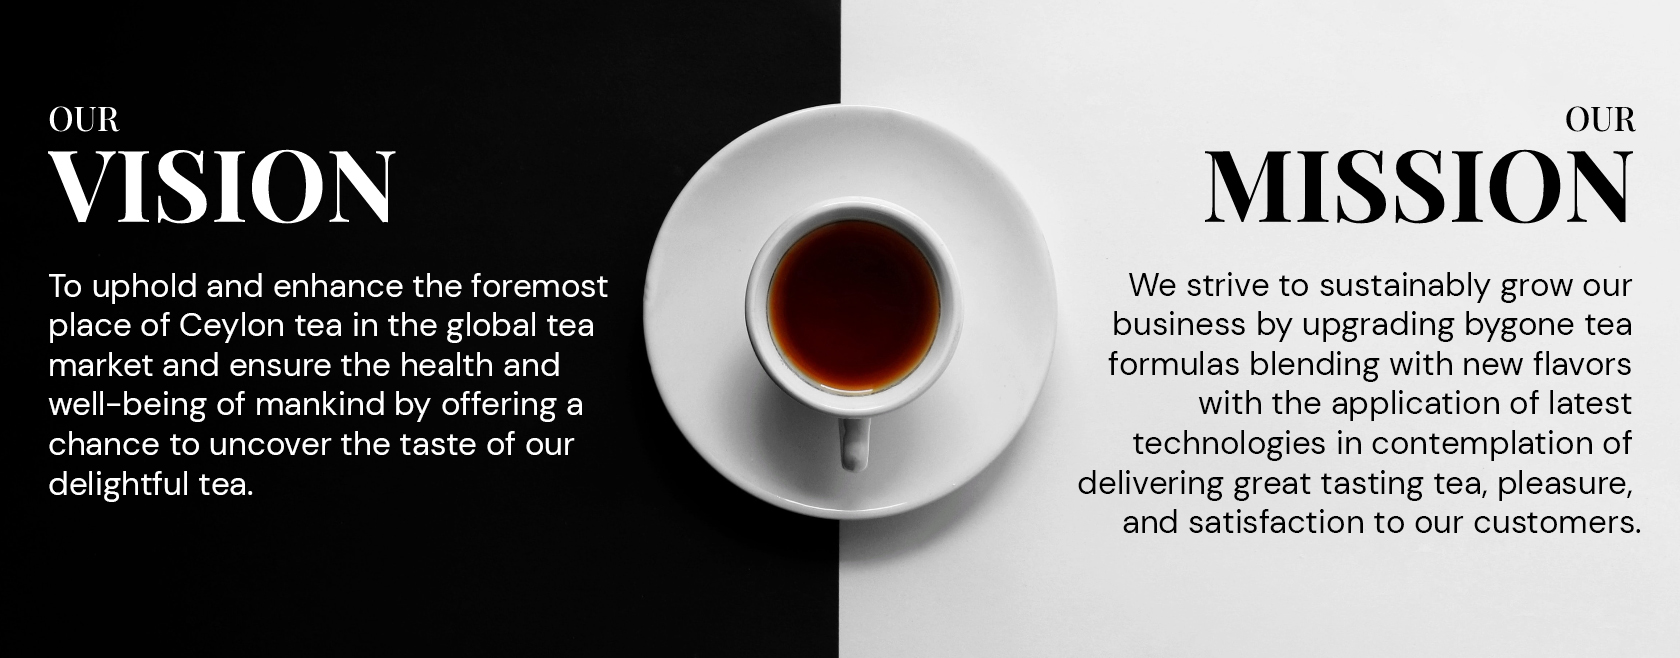 OUR
VISION
To uphold and enhance the foremost
place of Ceylon tea in the global tea
market and ensure the health and
well-being of mankind by offering a
chance to uncover the taste of our
delightful tea.
OUR
MISSION
We strive to sustainably grow our
business by upgrading bygone tea
formulas blending with new flavors
with the application of latest
technologies in contemplation of
delivering great tasting tea, pleasure,
and satisfaction to our customers.